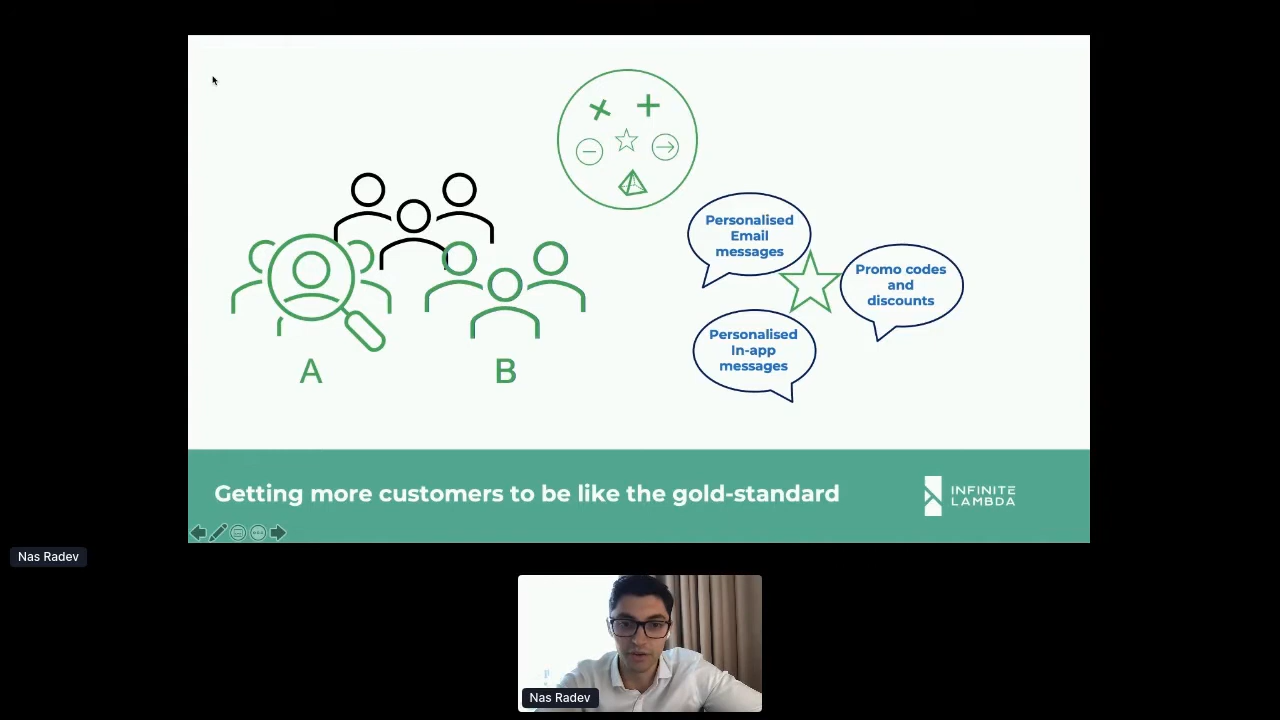 Personalised
Email
messages
Promo codes
and
discounts
Personalised
In-app
messages
A
B
Getting more customers to be like the gold-standard
INFINITE
LAMBDA
Nas Radev
Nas Radev